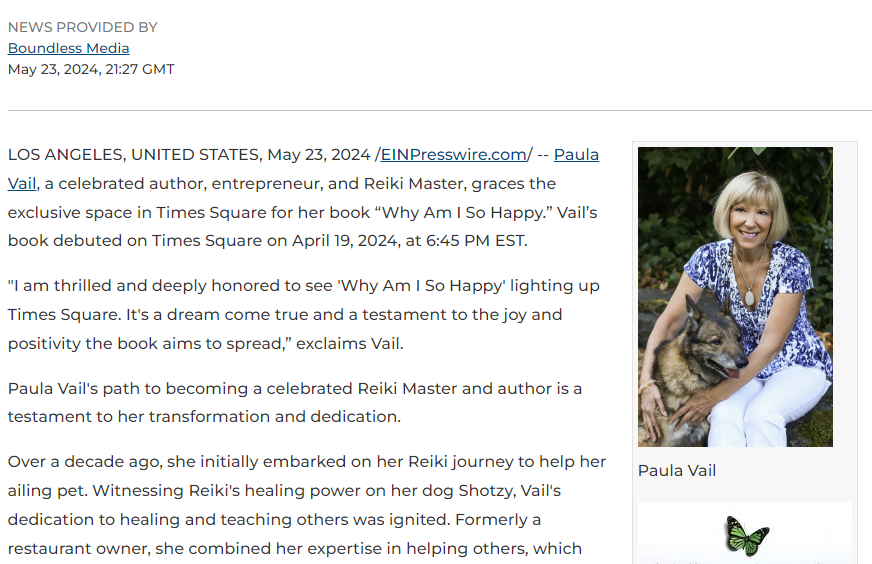 NEWS PROVIDED BY
Boundless Media
May 23, 2024, 21:27 GMT
LOS ANGELES, UNITED STATES, May 23, 2024 /EINPresswire.com/ -- Paula
Vail, a celebrated author, entrepreneur, and Reiki Master, graces the
exclusive space in Times Square for her book “Why Am I So Happy.” Vail’s
book debuted on Times Square on April 19, 2024, at 6:45 PM EST.
"I am thrilled and deeply honored to see 'Why Am I So Happy' lighting up
Times Square. It's a dream come true and a testament to the joy and
positivity the book aims to spread,” exclaims Vail.
Paula Vail's path to becoming a celebrated Reiki Master and author is a
testament to her transformation and dedication.
Over a decade ago, she initially embarked on her Reiki journey to help her
ailing pet. Witnessing Reiki's healing power on her dog Shotzy, Vail's
dedication to healing and teaching others was ignited. Formerly a
restaurant owner, she combined her expertise in helping others, which
Paula Vail